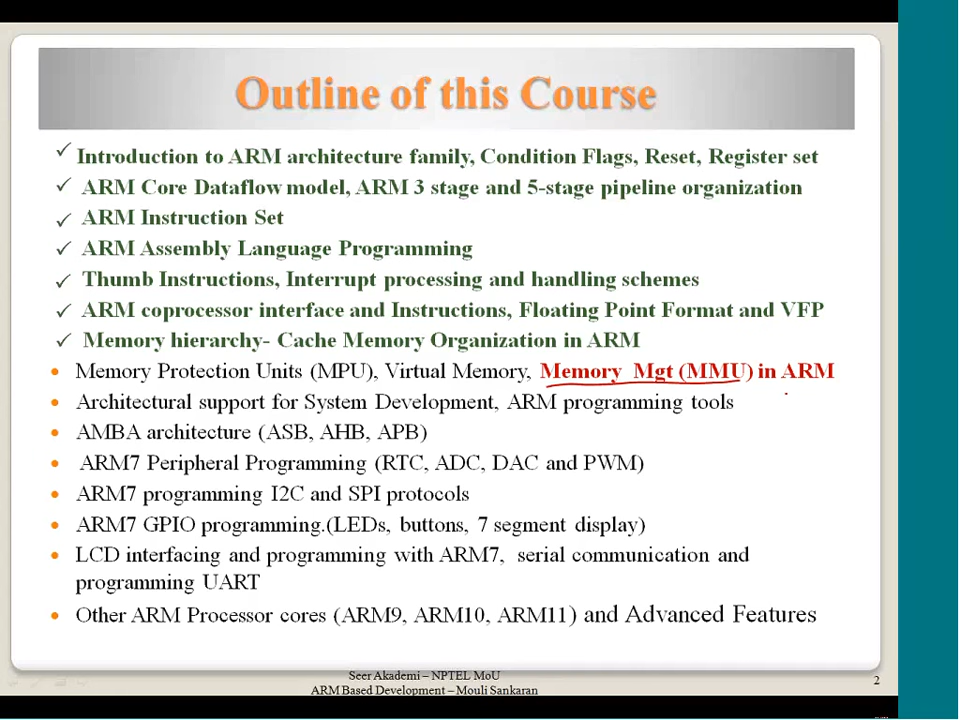 Outline of this Course
✓ Introduction to ARM architecture family, Condition Flags, Reset, Register set
✓ ARM Core Dataflow model, ARM 3 stage and 5-stage pipeline organization
✓ ARM Instruction Set
✓ ARM Assembly Language Programming
✓ Thumb Instructions, Interrupt processing and handling schemes
✓ ARM coprocessor interface and Instructions, Floating Point Format and VFP
✓ Memory hierarchy- Cache Memory Organization in ARM
• Memory Protection Units (MPU), Virtual Memory, Memory Mgt (MMU) in ARM
• Architectural support for System Development, ARM programming tools
• AMBA architecture (ASB, AHB, APB)
• ARM7 Peripheral Programming (RTC, ADC, DAC and PWM)
• ARM7 programming I2C and SPI protocols
• ARM7 GPIO programming.(LEDs, buttons, 7 segment display)
• LCD interfacing and programming with ARM7, serial communication and
programming UART
• Other ARM Processor cores (ARM9, ARM10, ARM11) and Advanced Features
Seer Akademi – NPTEL MoU
ARM Based Development – Mouli Sankaran
2